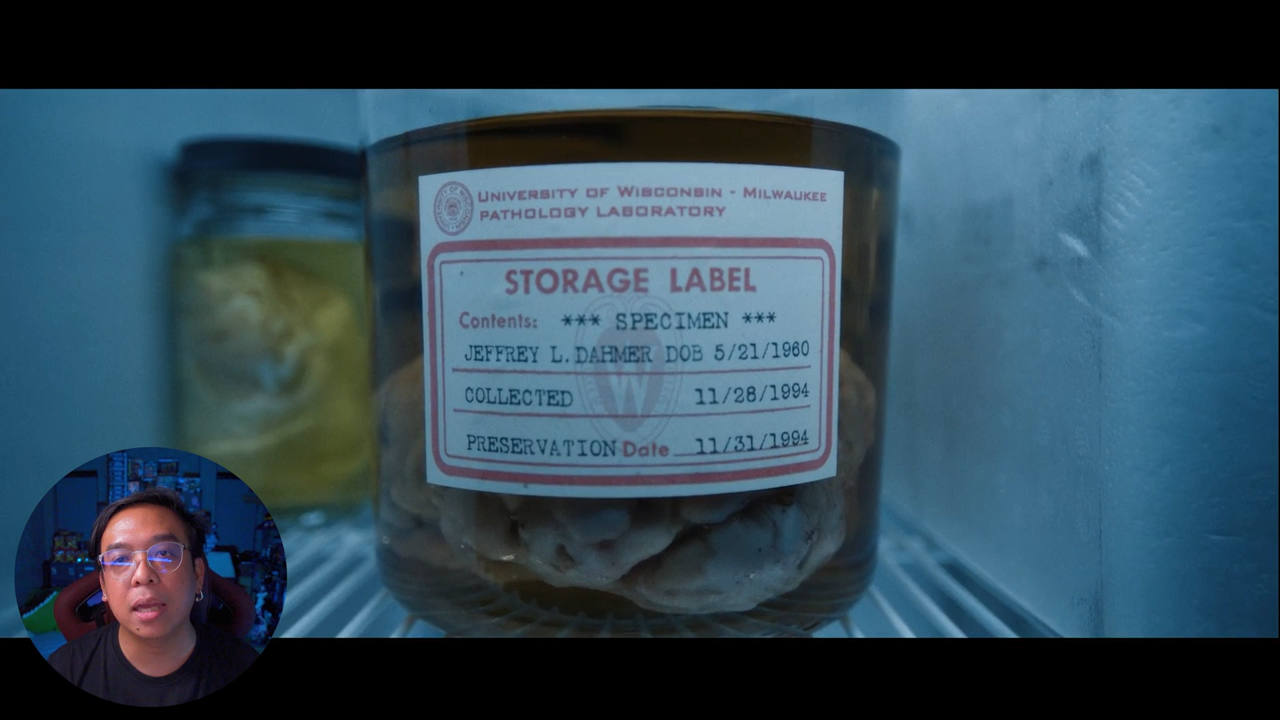 UNIVERSITY OF WISCONSIN - MILWAUKEE
PATHOLOGY LABORATORY
STORAGE LABEL
Contents: *** SPECIMEN ***
JEFFREY L. DAHMER DOB 5/21/1960
COLLECTED 11/28/1994
PRESERVATION Date 11/31/1994
W